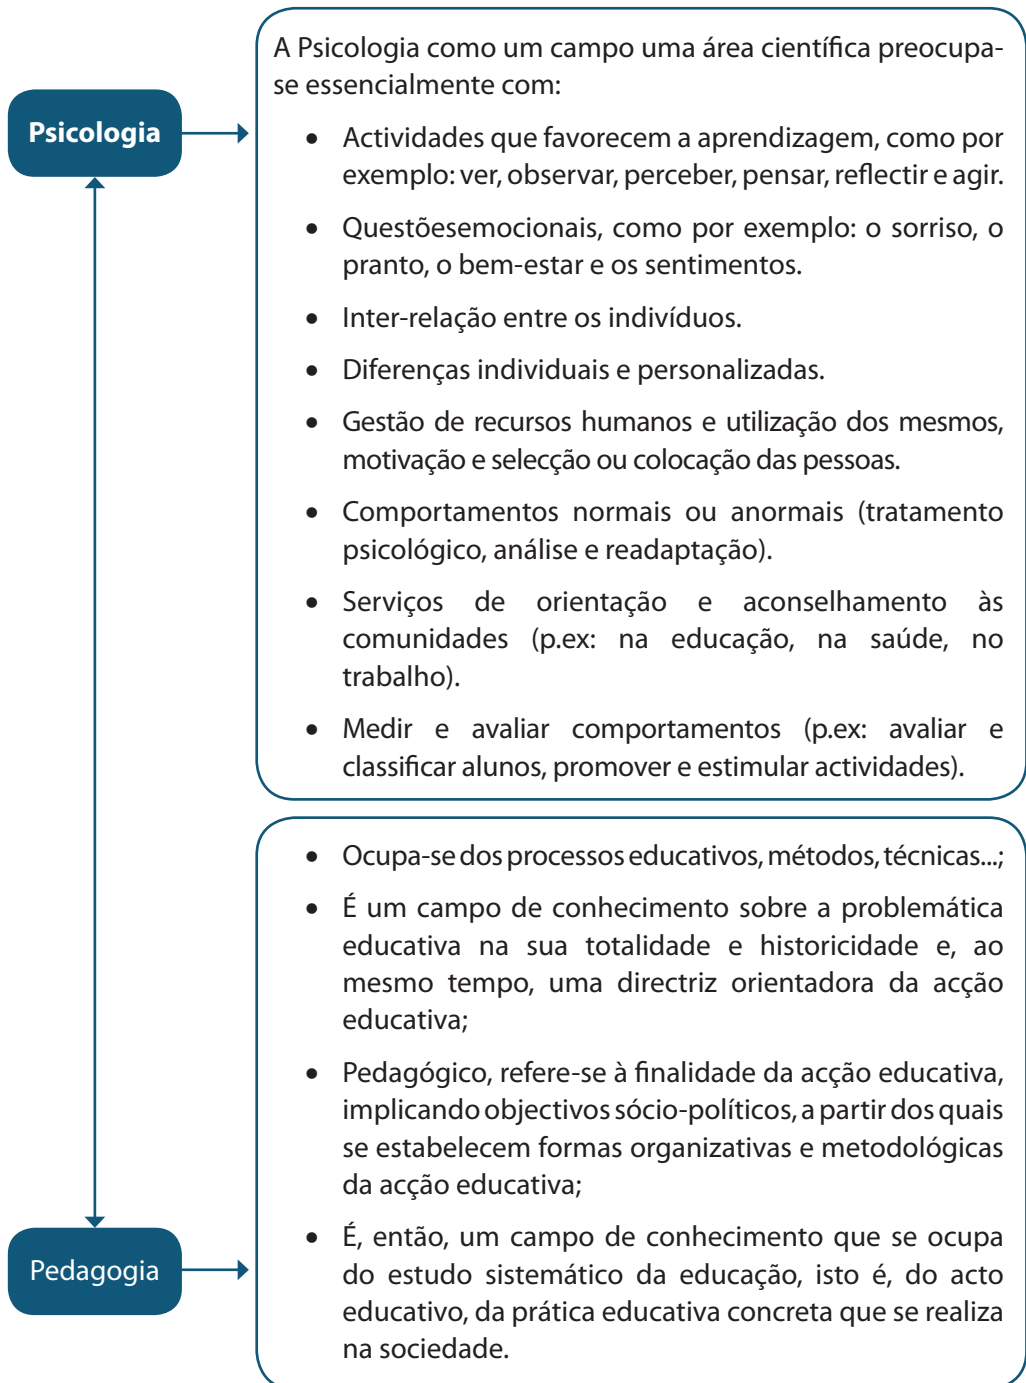 Psicologia
A Psicologia como um campo uma área científica preocupa-
se essencialmente com:
• Actividades que favorecem a aprendizagem, como por
exemplo: ver, observar, perceber, pensar, reflectir e agir.
• Questõesemocionais, como por exemplo: o sorriso, o
pranto, o bem-estar e os sentimentos.
• Inter-relação entre os indivíduos.
• Diferenças individuais e personalizadas.
• Gestão de recursos humanos e utilização dos mesmos,
motivação e selecção ou colocação das pessoas.
• Comportamentos normais ou anormais (tratamento
psicológico, análise e readaptação).
• Serviços de orientação e aconselhamento às
comunidades (p.ex: na educação, na saúde, no
trabalho).
• Medir e avaliar comportamentos (p.ex: avaliar e
classificar alunos, promover e estimular actividades).
Pedagogia
• Ocupa-se dos processos educativos, métodos, técnicas...;
• É um campo de conhecimento sobre a problemática
educativa na sua totalidade e historicidade e, ao
mesmo tempo, uma directriz orientadora da acção
educativa;
• Pedagógico, refere-se à finalidade da acção educativa,
implicando objectivos sócio-políticos, a partir dos quais
se estabelecem formas organizativas e metodológicas
da acção educativa;
• É, então, um campo de conhecimento que se ocupa
do estudo sistemático da educação, isto é, do acto
educativo, da prática educativa concreta que se realiza
na sociedade.